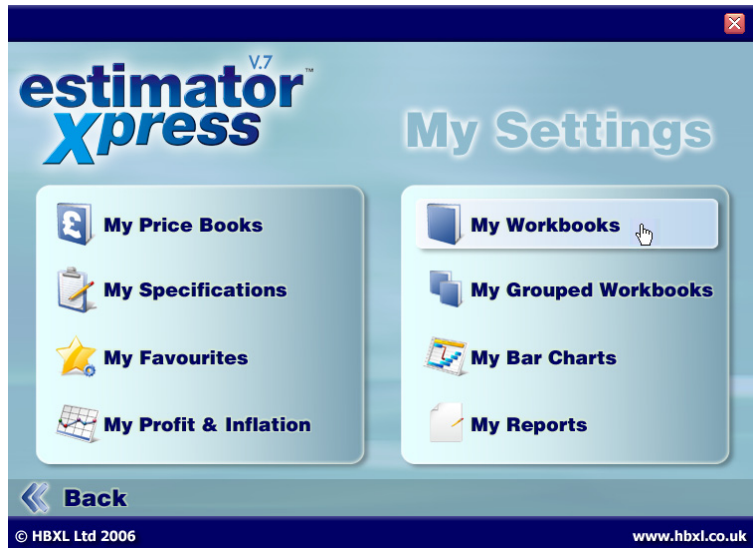 V.7
estimator™
Xpress
My Settings
£ My Price Books
My Specifications
My Favourites
My Profit & Inflation
My Workbooks
My Grouped Workbooks
My Bar Charts
My Reports
Back
© HBXL Ltd 2006
www.hbxl.co.uk